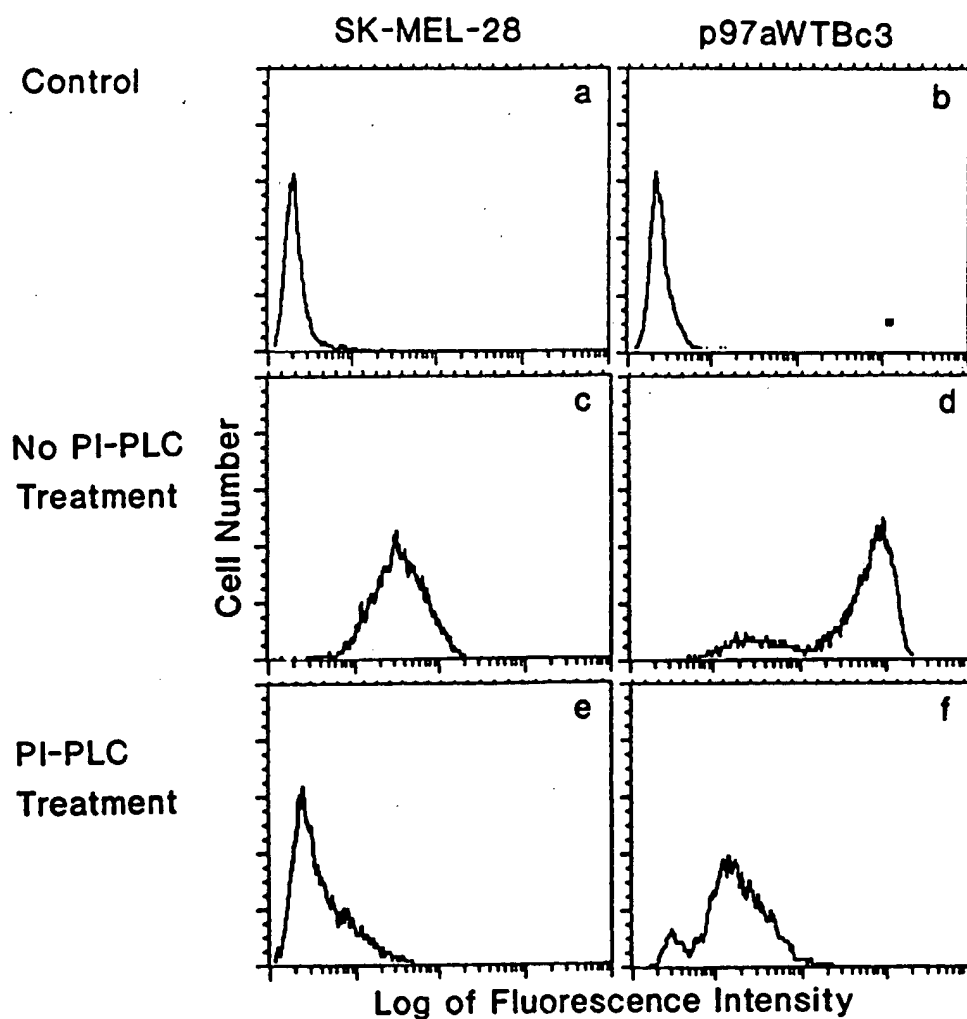 SK-MEL-28
p97aWTBc3
Control
a
b
No PI-PLC
Treatment
Cell Number
c
d
PI-PLC
Treatment
e
f
Log of Fluorescence Intensity